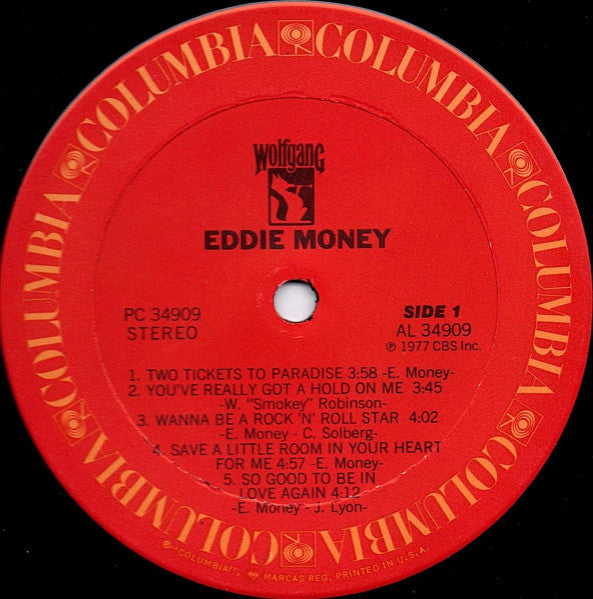 COLUMBIA COLUMBIA COLUMBIA COLUMBIA COLUMBIA COLUMBIA COLUMBIA COLUMBIA
Wolfgang
EDDIE MONEY
PC 34909
STEREO
SIDE 1
AL 34909
℗ 1977 CBS Inc.
1. TWO TICKETS TO PARADISE 3:58 -E. Money-
2. YOU'VE REALLY GOT A HOLD ON ME 3:45
-W. "Smokey" Robinson-
3. WANNA BE A ROCK 'N' ROLL STAR 4:02
-E. Money - C. Solberg-
4. SAVE A LITTLE ROOM IN YOUR HEART
FOR ME 4:57 -E. Money-
5. SO GOOD TO BE IN
LOVE AGAIN 4:12
-E. Money - J. Lyon-
"COLUMBIA" MARCAS REG. PRINTED IN U.S.A.